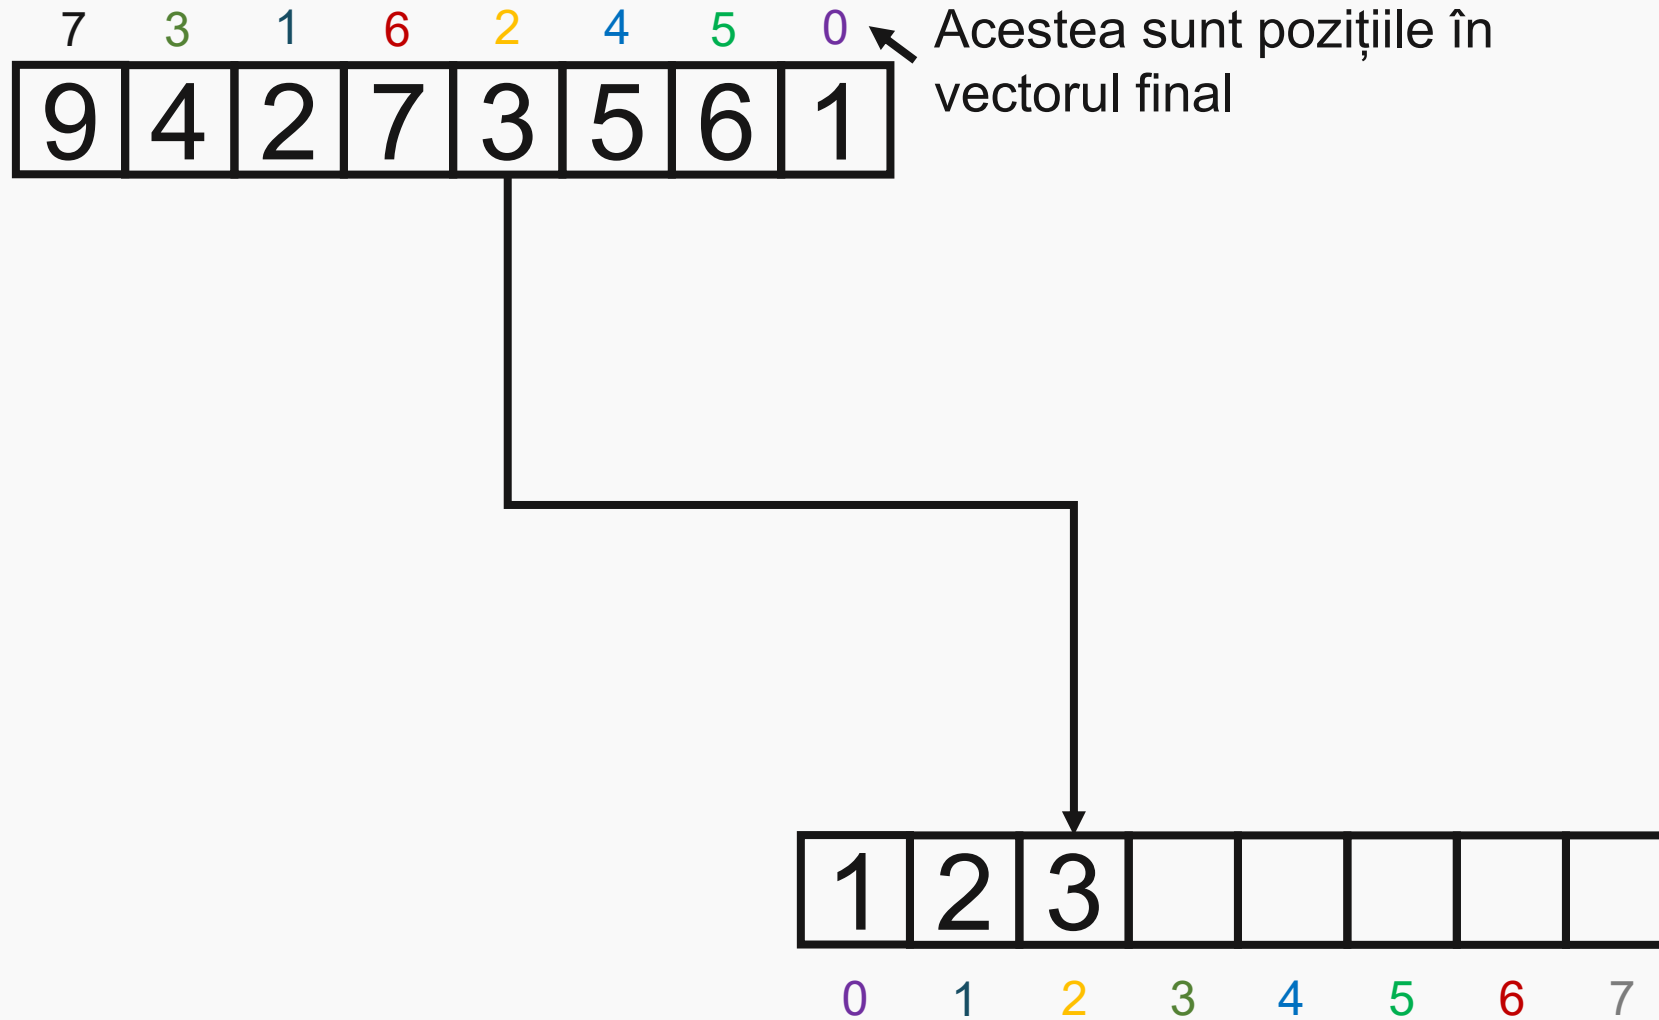 7 3 1 6 2 4 5 0
Acestea sunt pozițiile în
vectorul final
9 4 2 7 3 5 6 1
1 2 3
0 1 2 3 4 5 6 7